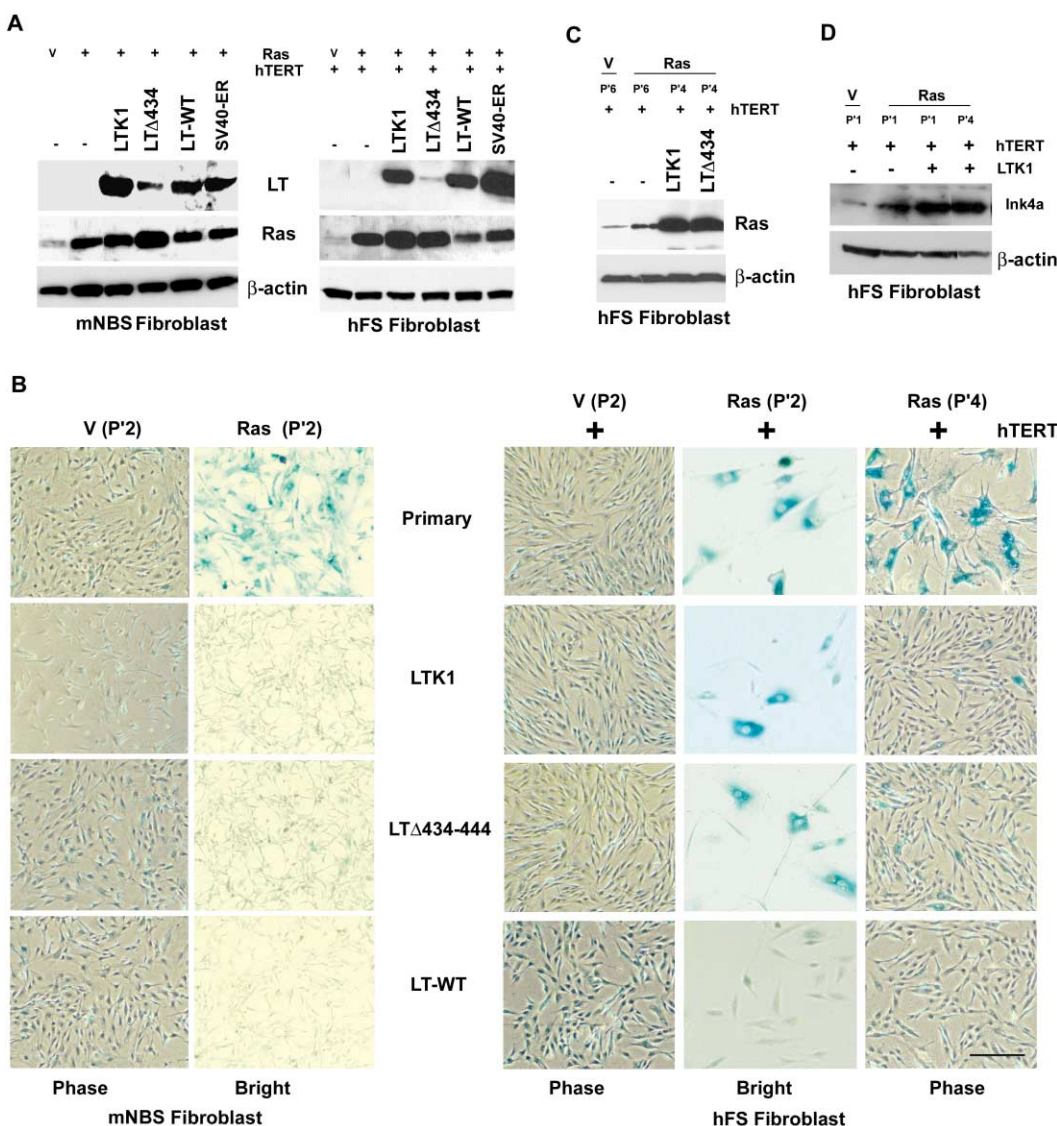 A
v + + + + +
Ras
hTERT
v + + + + +
+ + + + + +
- - LTK1 LTΔ434 LT-WT SV40-ER
- - LTK1 LTΔ434 LT-WT SV40-ER
LT
Ras
β-actin
mNBS Fibroblast
hFS Fibroblast
C
V Ras
P'6 P'6 P'4 P'4
+ + + + hTERT
- - LTK1 LTΔ434
Ras
β-actin
hFS Fibroblast
D
V Ras
P'1 P'1 P'1 P'4
+ + + + hTERT
- - + + LTK1
Ink4a
β-actin
hFS Fibroblast
B
V (P'2) Ras (P'2)
V (P2) Ras (P'2) Ras (P'4)
+ + + hTERT
Primary
LTK1
LTΔ434-444
LT-WT
Phase Bright
mNBS Fibroblast
Phase Bright Phase
hFS Fibroblast